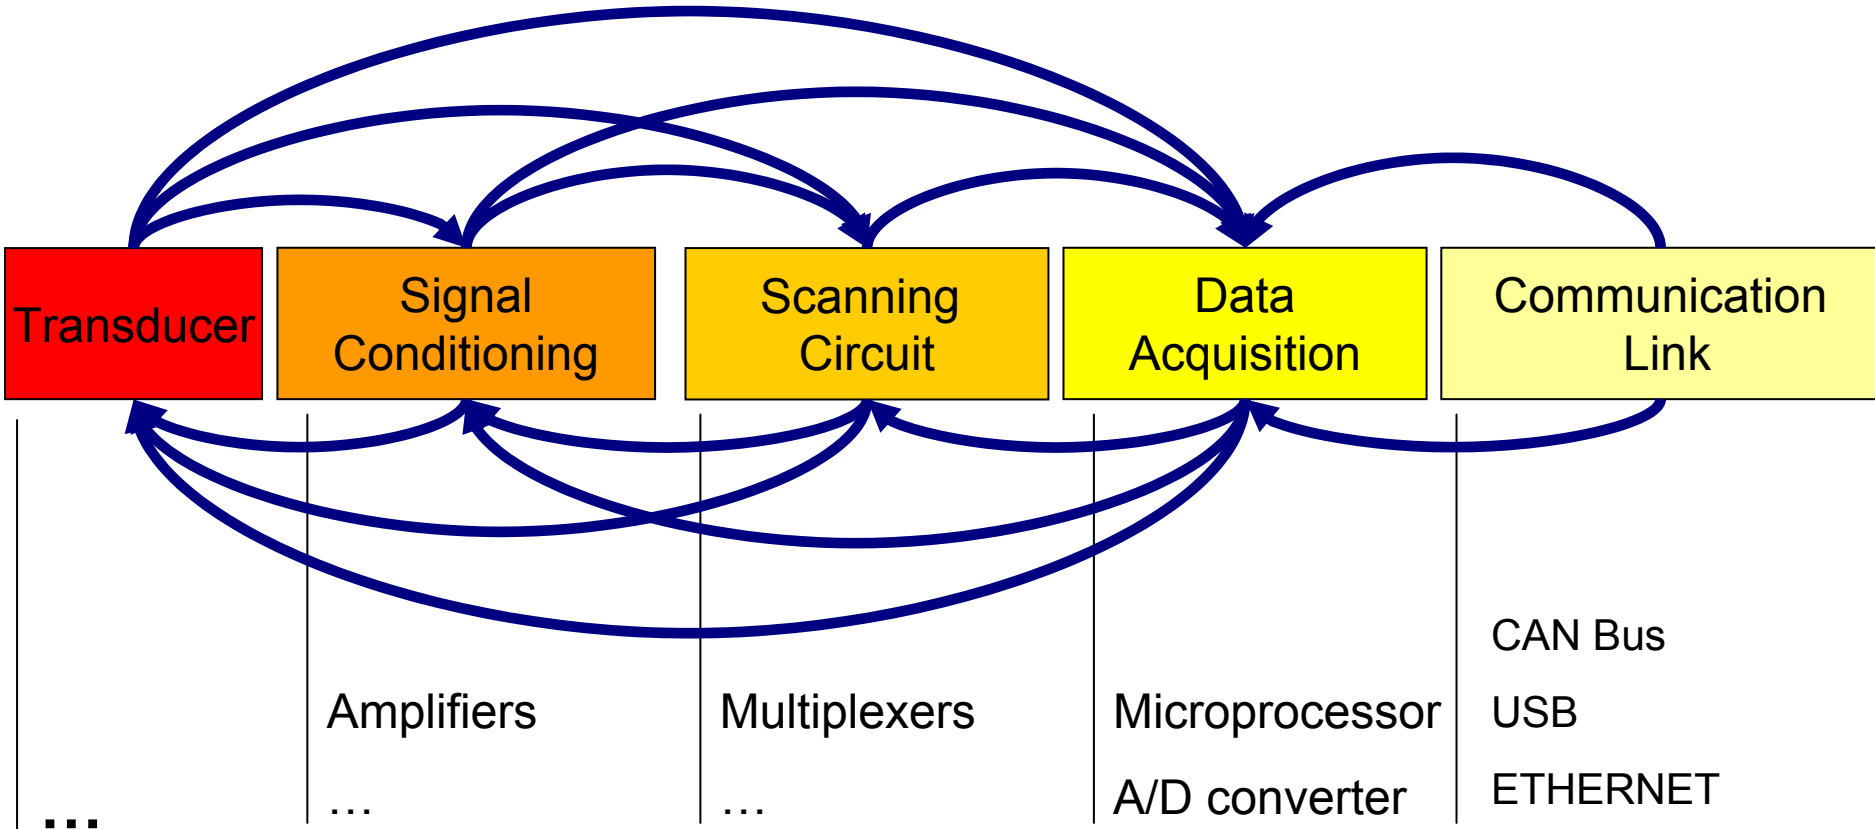 Transducer
Signal
Conditioning
Scanning
Circuit
Data
Acquisition
Communication
Link
...
Amplifiers
...
Multiplexers
...
Microprocessor
A/D converter
CAN Bus
USB
ETHERNET